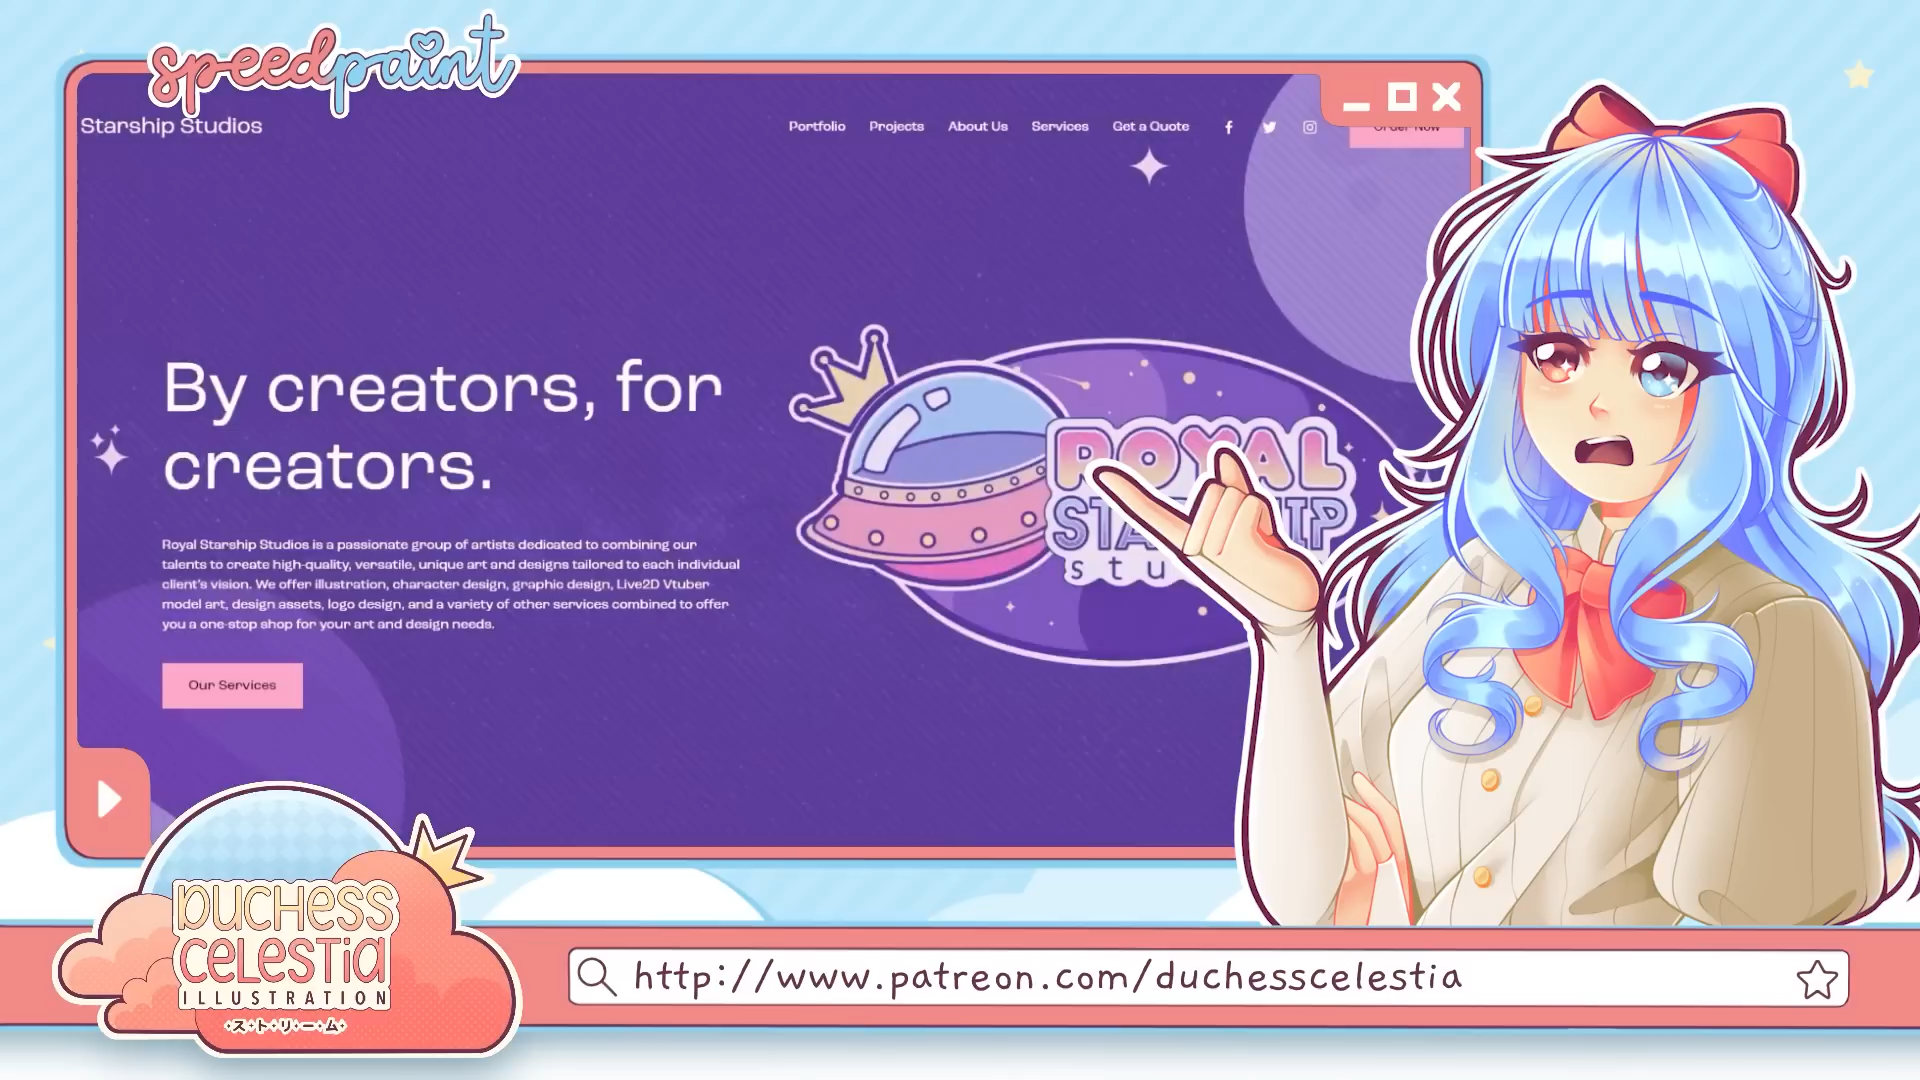 speedpaint
Starship Studios
Portfolio Projects About Us Services Get a Quote
Order Now
By creators, for
creators.
Royal Starship Studios is a passionate group of artists dedicated to combining our
talents to create high-quality, versatile, unique art and designs tailored to each individual
client's vision. We offer illustration, character design, graphic design, Live2D Vtuber
model art, design assets, logo design, and a variety of other services combined to offer
you a one-stop shop for your art and design needs.
Our Services
ROYAL
DUCHESS
CELESTIA
ILLUSTRATION
ストリーム
http://www.patreon.com/duchesscelestia